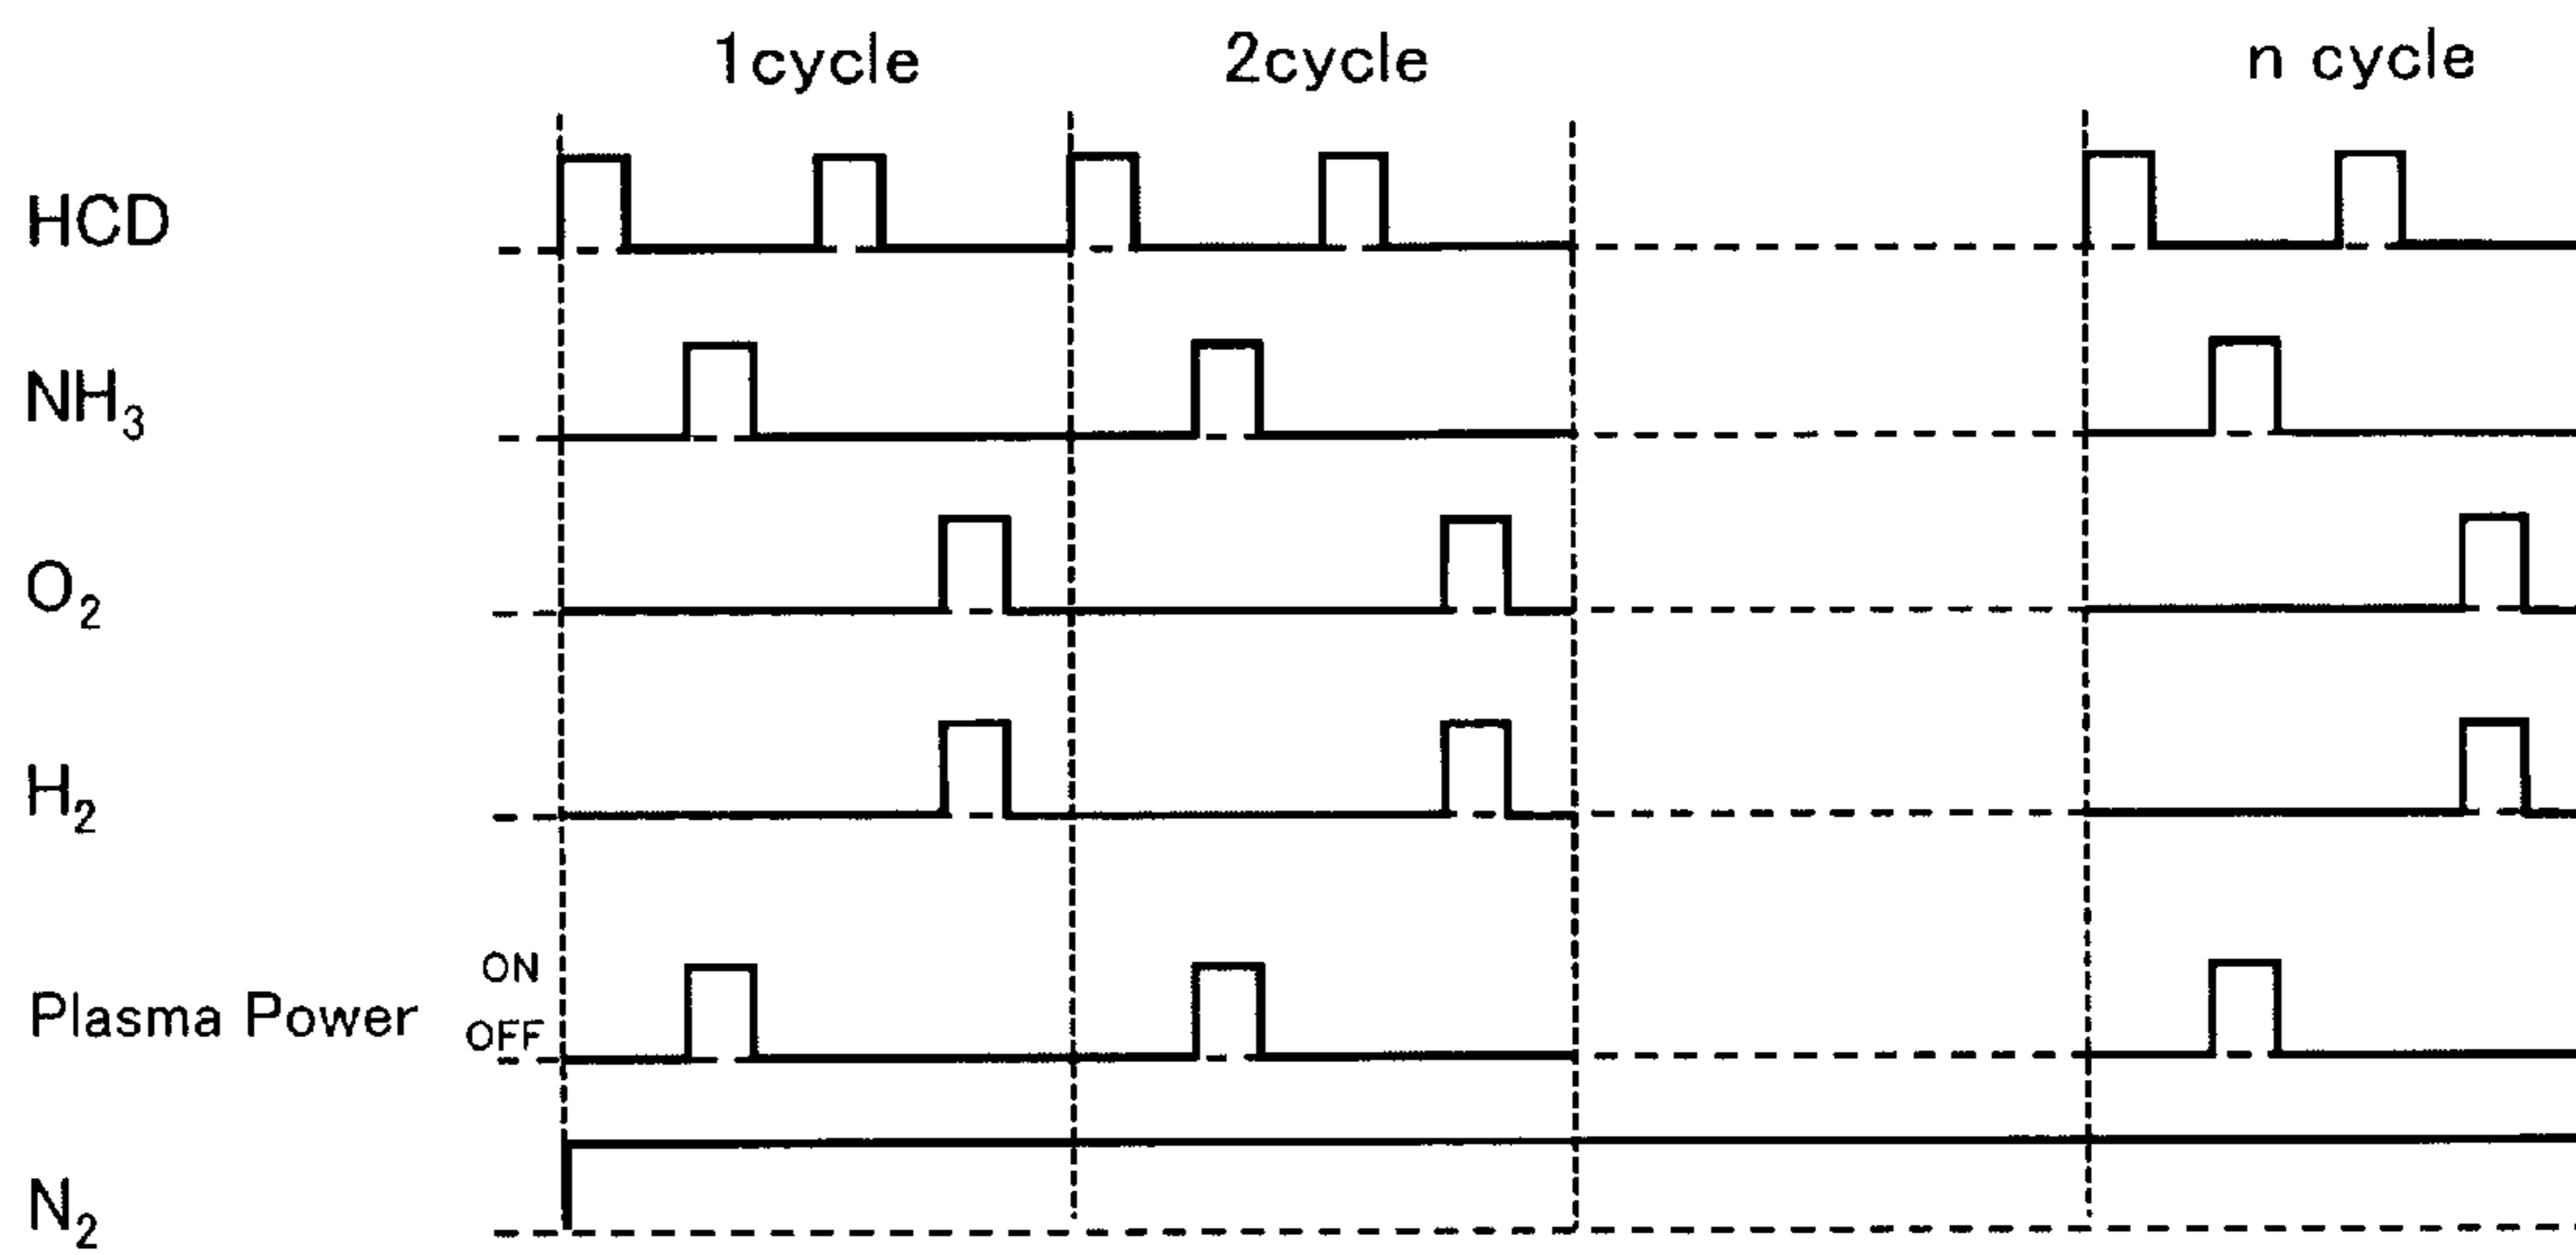 1cycle 2cycle n cycle
HCD
NH₃
O₂
H₂
ON
Plasma Power OFF
N₂